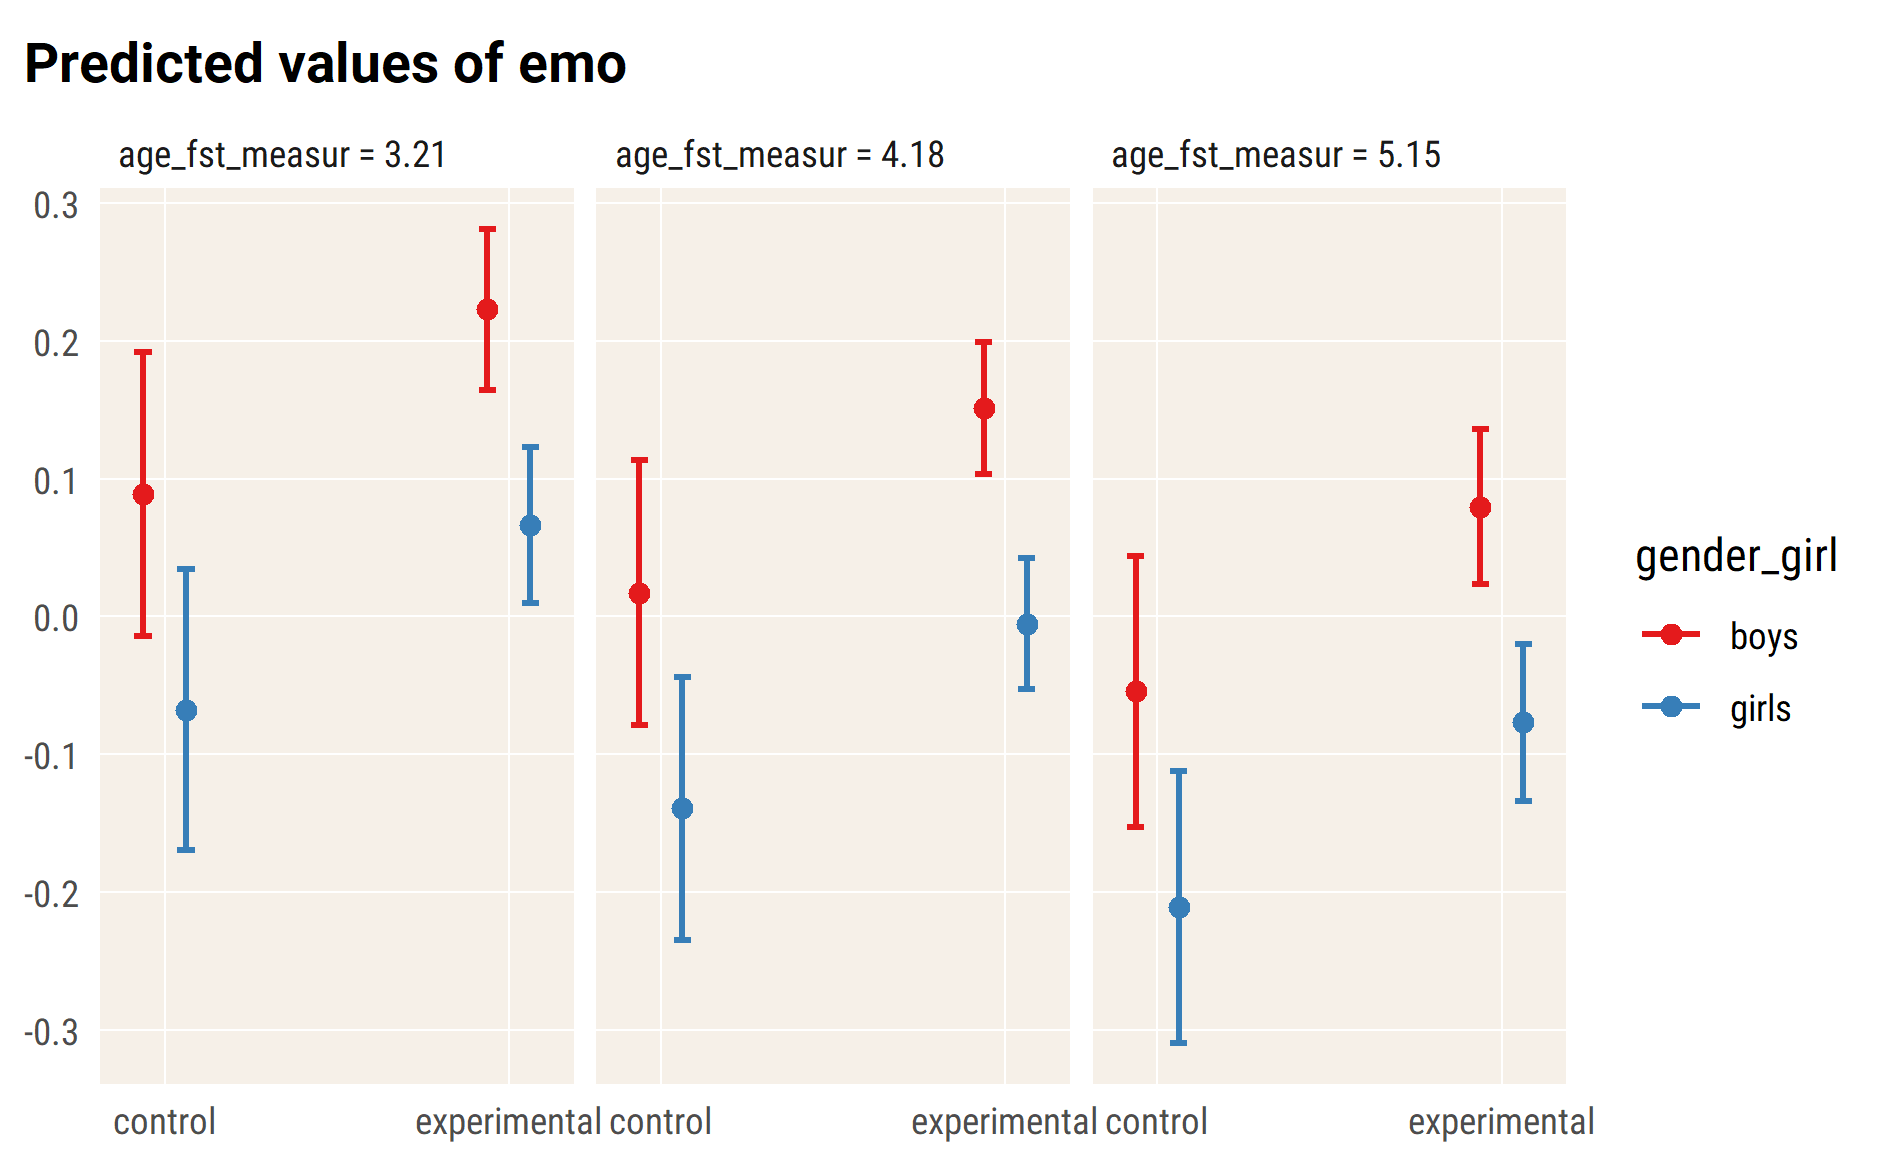 Predicted values of emo
age_fst_measur = 3.21
age_fst_measur = 4.18
age_fst_measur = 5.15
0.3
0.2
0.1
0.0
-0.1
-0.2
-0.3
control
experimental
control
experimental
control
experimental
gender_girl
boys
girls